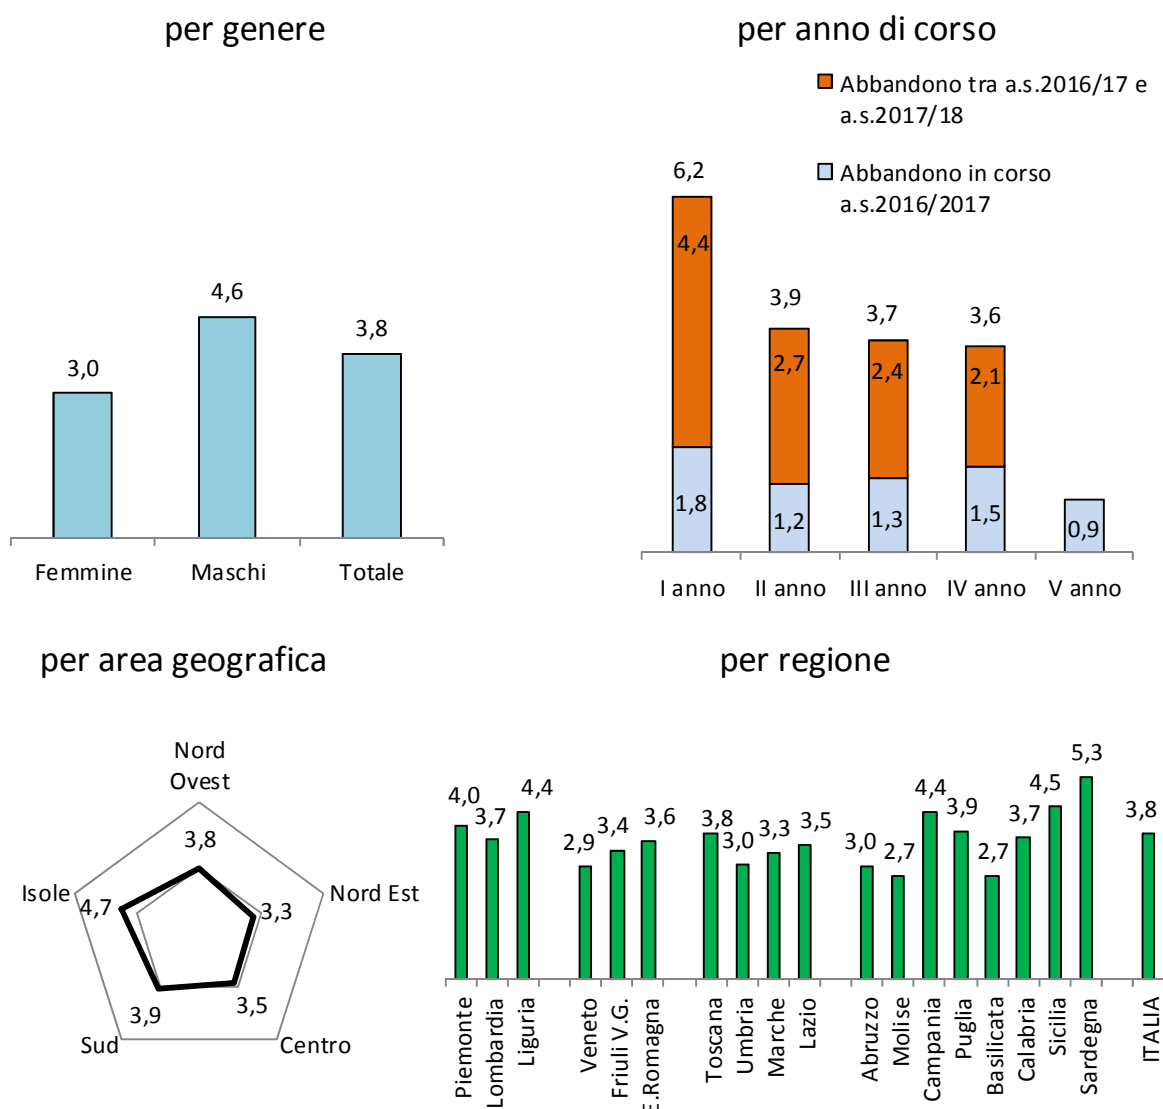 per genere
4,6
3,8
3,0
Femmine Maschi Totale
per anno di corso
Abbandono tra a.s.2016/17 e
a.s.2017/18
Abbandono in corso
a.s.2016/2017
6,2
4,4
3,9
3,7
3,6
2,7
2,4
2,1
1,8
1,2
1,3
1,5
0,9
I anno II anno III anno IV anno V anno
per area geografica
Nord
Ovest
3,8
Isole
4,7
3,3
Nord Est
3,9
3,5
Sud
Centro
per regione
4,0
3,7
4,4
2,9
3,4
3,6
3,8
3,0
3,3
3,5
3,0
2,7
4,4
3,9
2,7
3,7
4,5
5,3
3,8
Piemonte
Lombardia
Liguria
Veneto
Friuli V.G.
E.Romagna
Toscana
Umbria
Marche
Lazio
Abruzzo
Molise
Campania
Puglia
Basilicata
Calabria
Sicilia
Sardegna
ITALIA